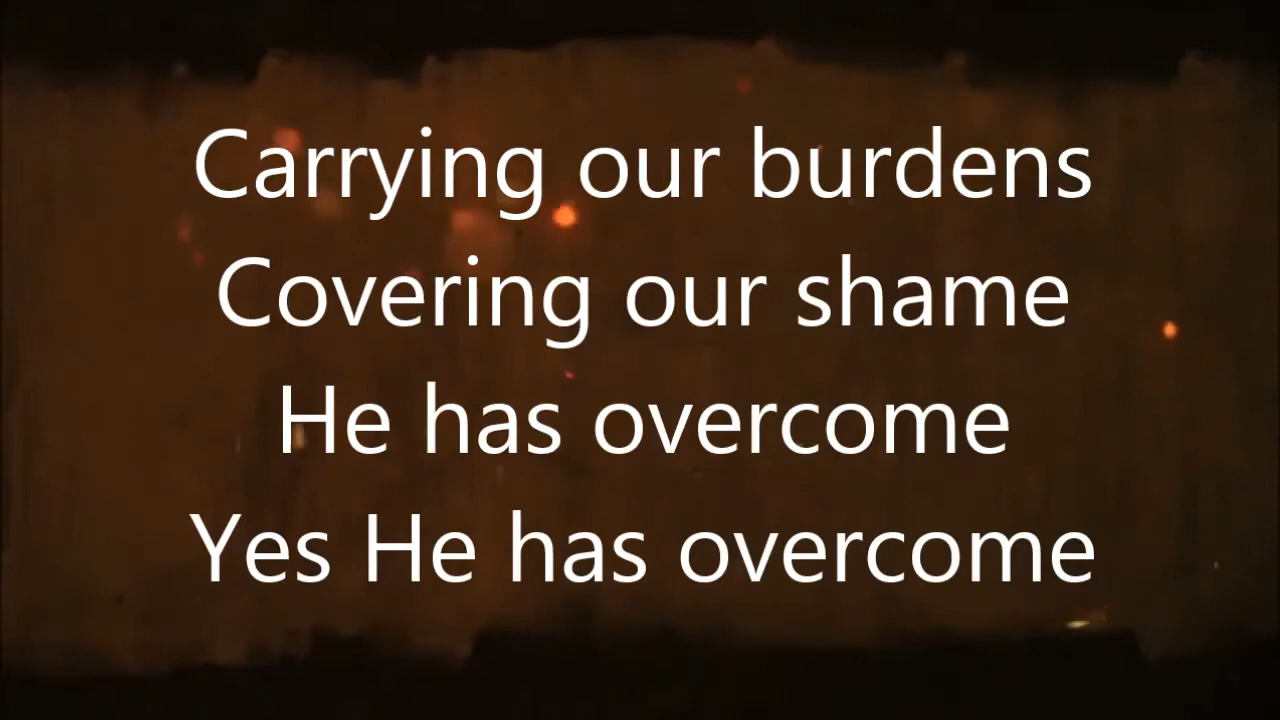 Carrying our burdens
Covering our shame
He has overcome
Yes He has overcome